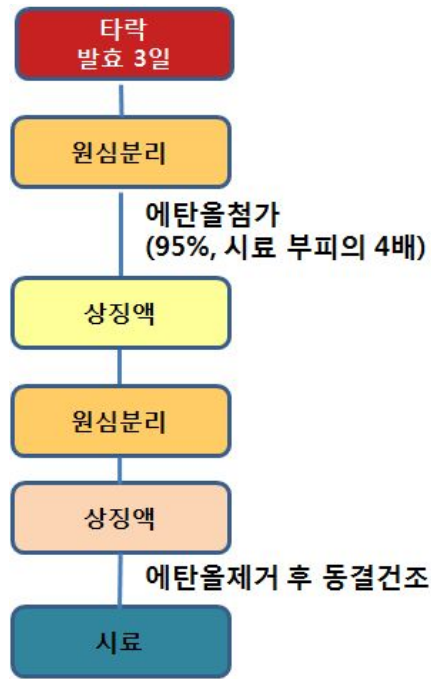 타락
발효 3일
원심분리
에탄올첨가
(95%, 시료 부피의 4배)
상징액
원심분리
상징액
에탄올제거 후 동결건조
시료